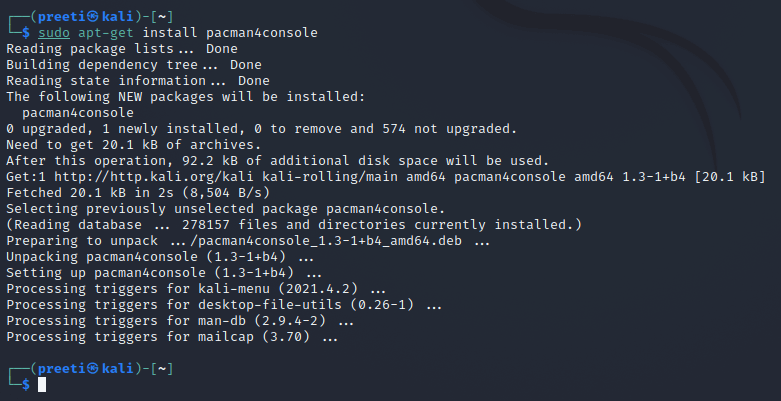 ┌──(preeti㉿kali)-[~]
└─$ sudo apt-get install pacman4console
Reading package lists... Done
Building dependency tree... Done
Reading state information... Done
The following NEW packages will be installed:
  pacman4console
0 upgraded, 1 newly installed, 0 to remove and 574 not upgraded.
Need to get 20.1 kB of archives.
After this operation, 92.2 kB of additional disk space will be used.
Get:1 http://http.kali.org/kali kali-rolling/main amd64 pacman4console amd64 1.3-1+b4 [20.1 kB]
Fetched 20.1 kB in 2s (8,504 B/s)
Selecting previously unselected package pacman4console.
(Reading database ... 278157 files and directories currently installed.)
Preparing to unpack .../pacman4console_1.3-1+b4_amd64.deb ...
Unpacking pacman4console (1.3-1+b4) ...
Setting up pacman4console (1.3-1+b4) ...
Processing triggers for kali-menu (2021.4.2) ...
Processing triggers for desktop-file-utils (0.26-1) ...
Processing triggers for man-db (2.9.4-2) ...
Processing triggers for mailcap (3.70) ...
┌──(preeti㉿kali)-[~]
└─$